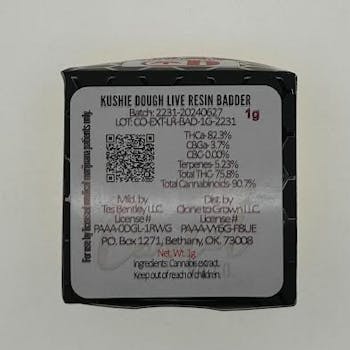 KUSHIE DOUGH LIVE RESIN BADDER
Batch: 2231-20240627
1g
LOT: CO-EXT-LR-BAD-1G-2231
THCa- 82.3%
CBGa- 3.7%
CBC- 0.00%
Terpenes- 5.23%
Total THC- 75.8%
Total Cannabinoids- 90.7%
For use by licensed medical marijuana patients only.
Mfd. by
Tes Bentley LLC.
License #
PAAA-OOGL-1RWG
Dist. by
Clone to Grown LLC.
License #
PAAA-VY6G-F8UE
P.O. Box 1271, Bethany, OK. 73008
Net. Wt. 1g
Ingredients: Cannabis extract.
Keep out of reach of children.